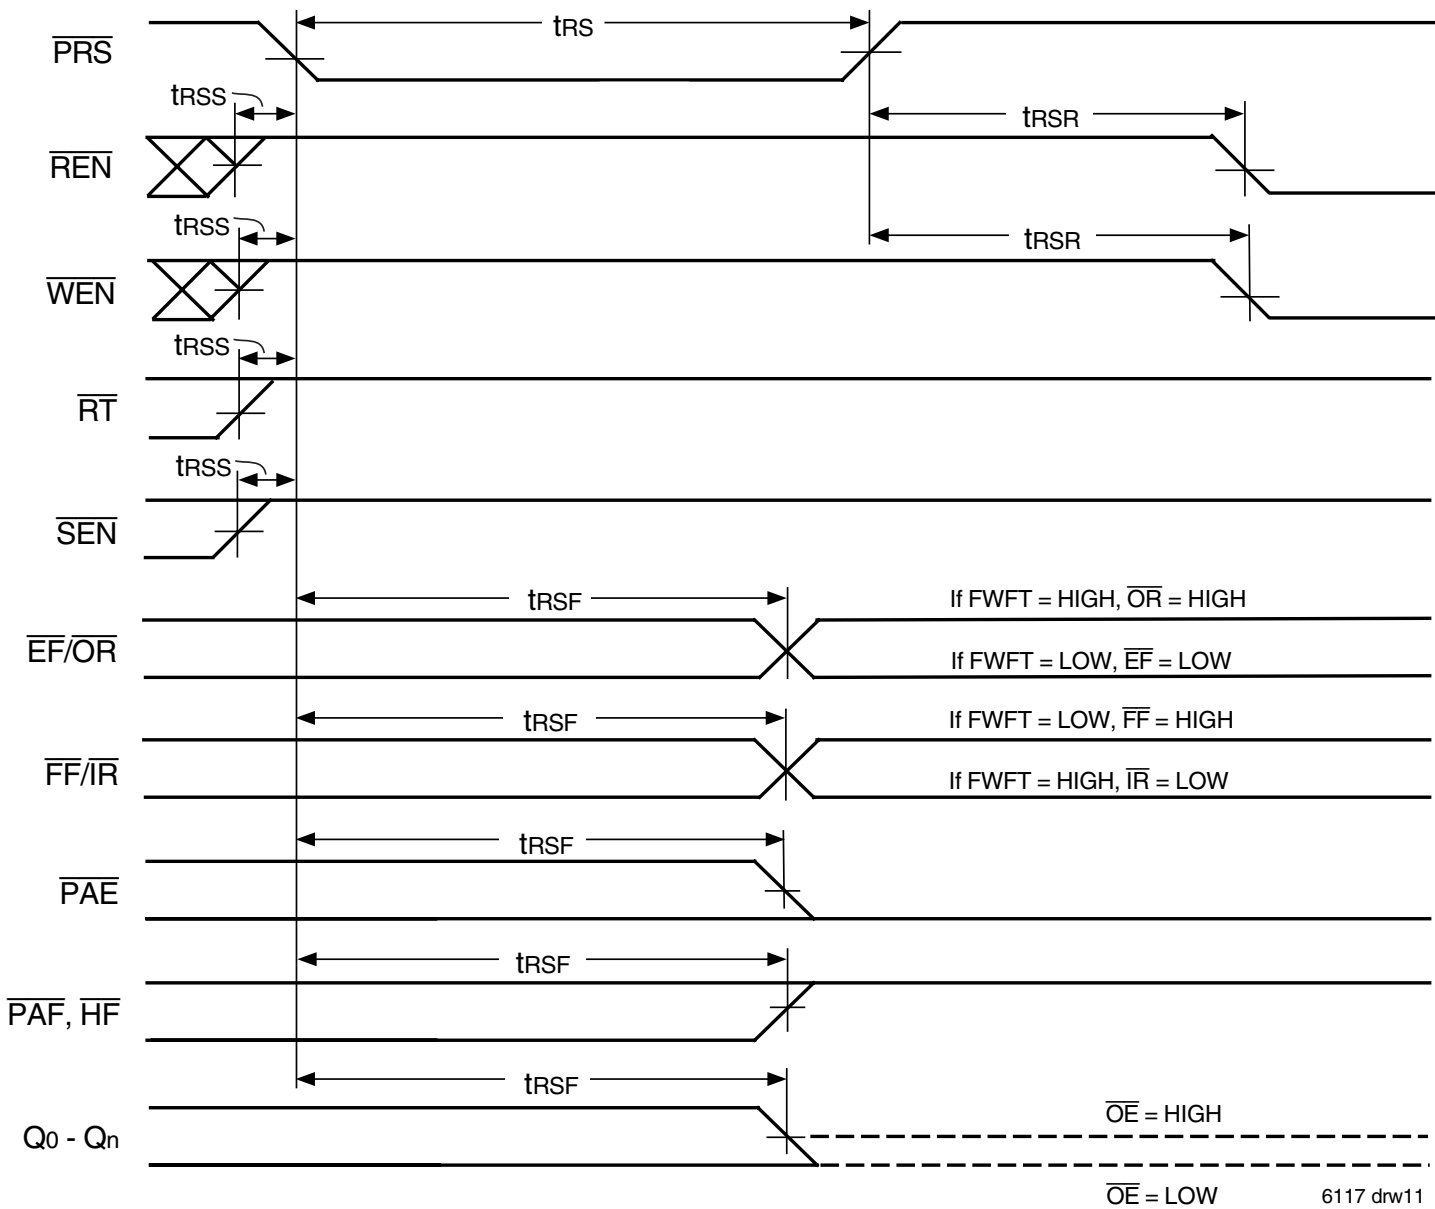 tRS
PRS
tRSS
tRSR
REN
tRSS
tRSR
WEN
tRSS
RT
tRSS
SEN
tRSF
If FWFT = HIGH, OR = HIGH
EF/OR
If FWFT = LOW, EF = LOW
tRSF
If FWFT = LOW, FF = HIGH
FF/IR
If FWFT = HIGH, IR = LOW
tRSF
PAE
tRSF
PAF, HF
tRSF
OE = HIGH
Q0 - Qn
OE = LOW
6117 drw11